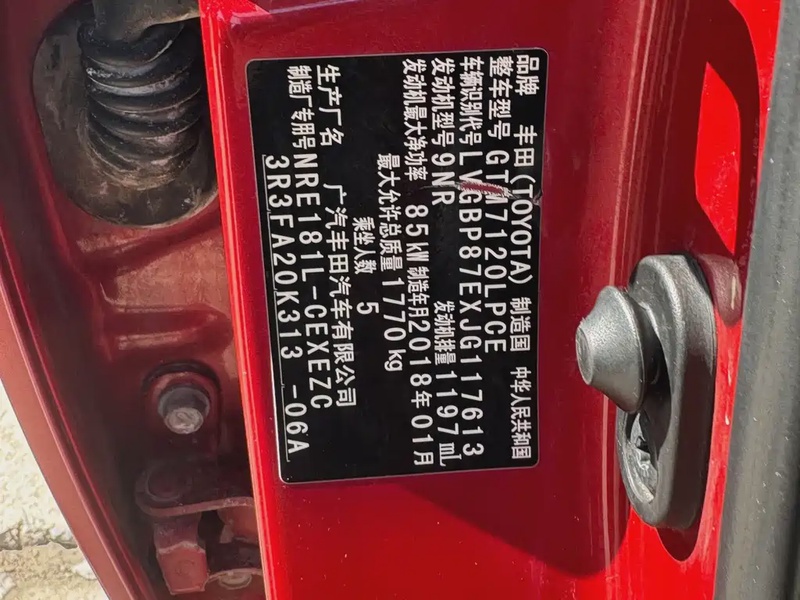 品牌 丰田(TOYOTA) 制造国 中华人民共和国
整车型号 GTM7120LPCE
车辆识别代号 LVGBP87EXJG117613
发动机型号 9NR 发动机排量 1197mL
发动机最大净功率 85kW 制造年月 2018年01月
最大允许总质量 1770kg
乘坐人数 5
生产厂名 广汽丰田汽车有限公司
制造厂专用号 NRE181L-CEXEZC
3R3FA20K313-06A